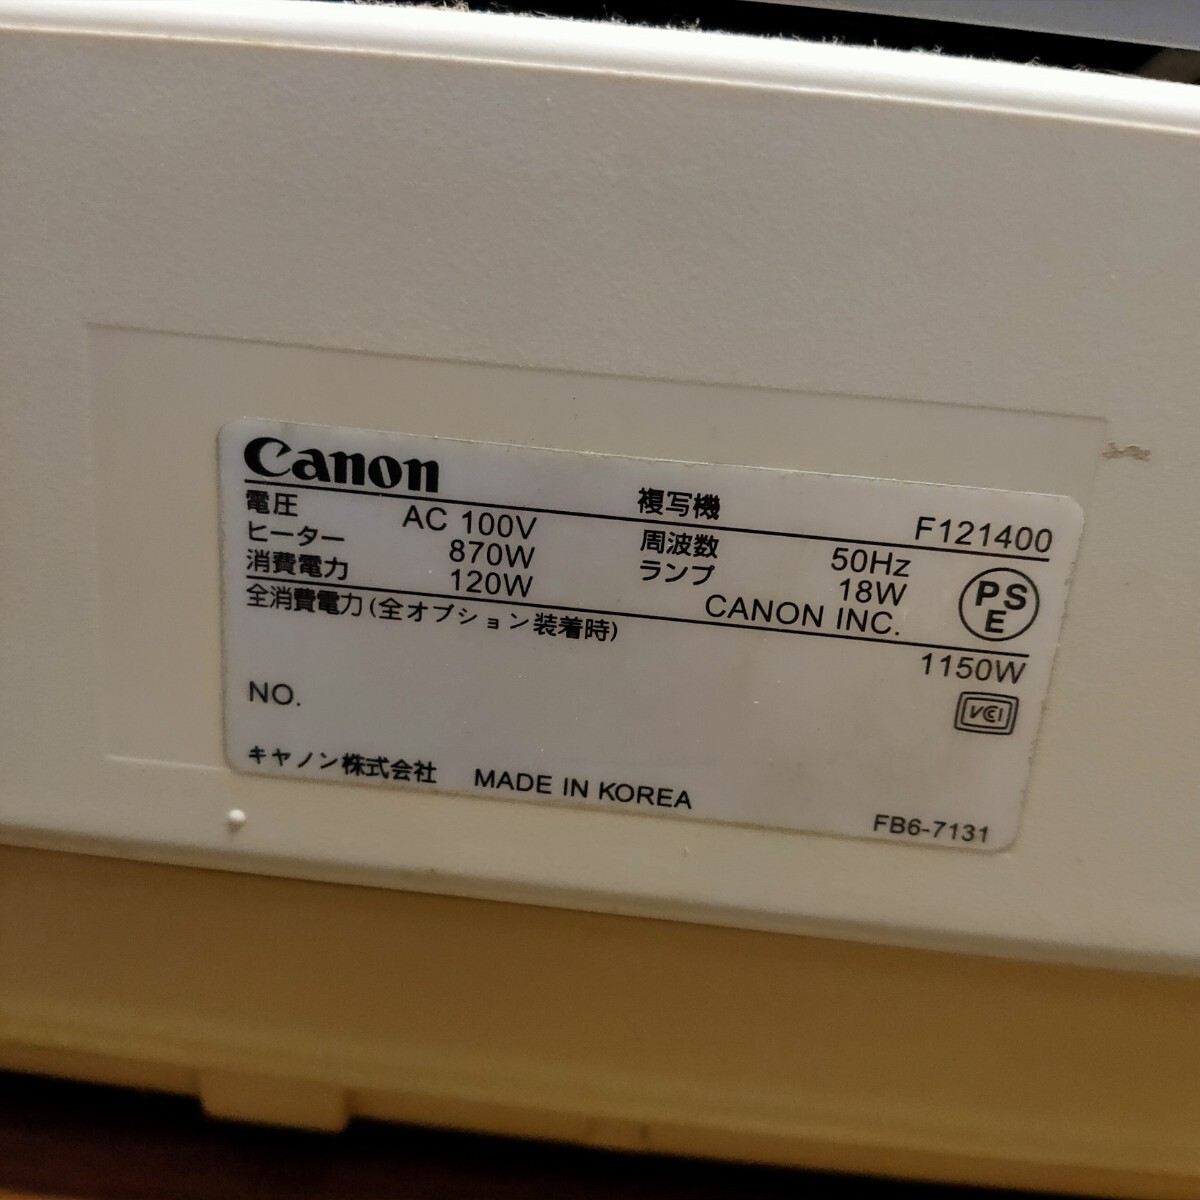 Canon
複写機 F121400
電圧 AC 100V 周波数 50Hz
ヒーター 870W ランプ 18W
消費電力 120W CANON INC.
PSE
全消費電力(全オプション装着時) 1150W
NO.
VCCI
キヤノン株式会社 MADE IN KOREA
FB6-7131